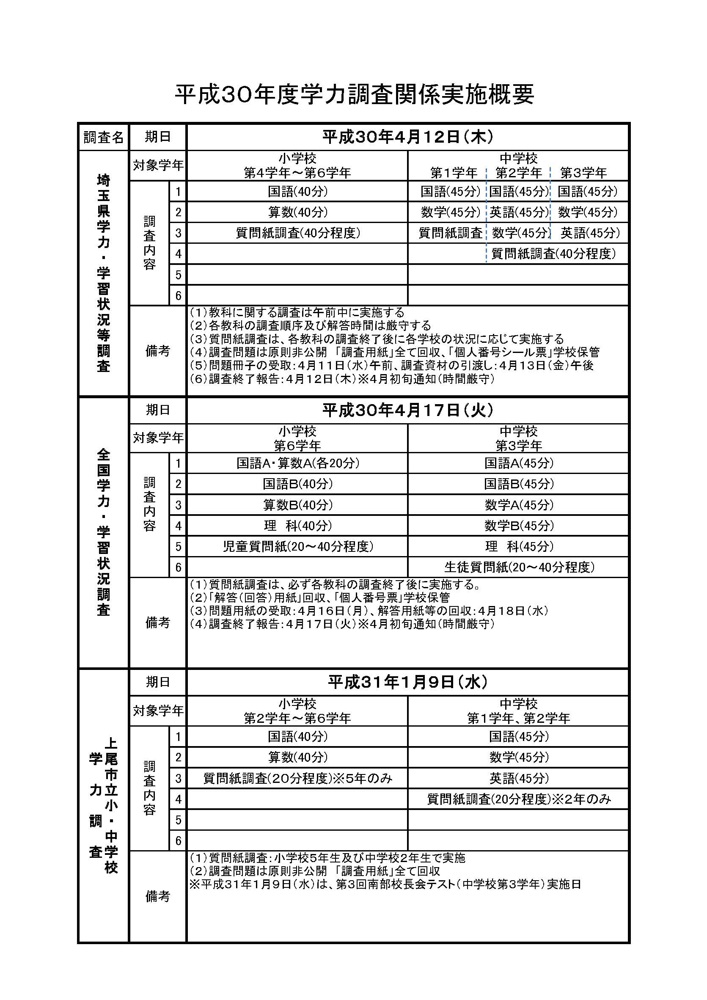 平成３０年度学力調査関係実施概要
調査名 期日 平成３０年４月１２日（木）
埼玉県学力・学習状況等調査
対象学年 小学校 中学校
第４学年～第６学年 第１学年 第２学年 第３学年
調査内容
1 国語(40分) 国語(45分) 国語(45分) 国語(45分)
2 算数(40分) 数学(45分) 英語(45分) 数学(45分)
3 質問紙調査(40分程度) 質問紙調査 数学(45分) 英語(45分)
4 質問紙調査(40分程度)
5
6
備考
（１）教科に関する調査は午前中に実施する
（２）各教科の調査順序及び解答時間は厳守する
（３）質問紙調査は、各教科の調査終了後に各学校の状況に応じて実施する
（４）調査問題は原則非公開　「調査用紙」全て回収、「個人番号シール票」学校保管
（５）問題冊子の受取：４月１１日（水）午前、調査資材の引渡し：４月１３日（金）午後
（６）調査終了報告：４月１２日（木）※４月初旬通知（時間厳守）
全国学力・学習状況調査
期日 平成３０年４月１７日（火）
対象学年 小学校 中学校
第６学年 第３学年
調査内容
1 国語Ａ・算数Ａ(各20分) 国語Ａ(45分)
2 国語Ｂ(40分) 国語Ｂ(45分)
3 算数Ｂ(40分) 数学Ａ(45分)
4 理　科(40分) 数学Ｂ(45分)
5 児童質問紙(20～40分程度) 理　科(45分)
6 生徒質問紙(20～40分程度)
備考
（１）質問紙調査は、必ず各教科の調査終了後に実施する。
（２）「解答（回答）用紙」回収、「個人番号票」学校保管
（３）問題用紙の受取：４月１６日（月）、解答用紙等の回収：４月１８日（水）
（４）調査終了報告：４月１７日（火）※４月初旬通知（時間厳守）
上尾市立小・中学校
学力調査
期日 平成３１年１月９日（水）
対象学年 小学校 中学校
第２学年～第６学年 第１学年、第２学年
調査内容
1 国語(40分) 国語(45分)
2 算数(40分) 数学(45分)
3 質問紙調査(２０分程度)※５年のみ 英語(45分)
4 質問紙調査(20分程度)※２年のみ
5
6
備考
（１）質問紙調査：小学校５年生及び中学校２年生で実施
（２）調査問題は原則非公開　「調査用紙」全て回収
※平成３１年１月９日（水）は、第３回南部校長会テスト（中学校第３学年）実施日